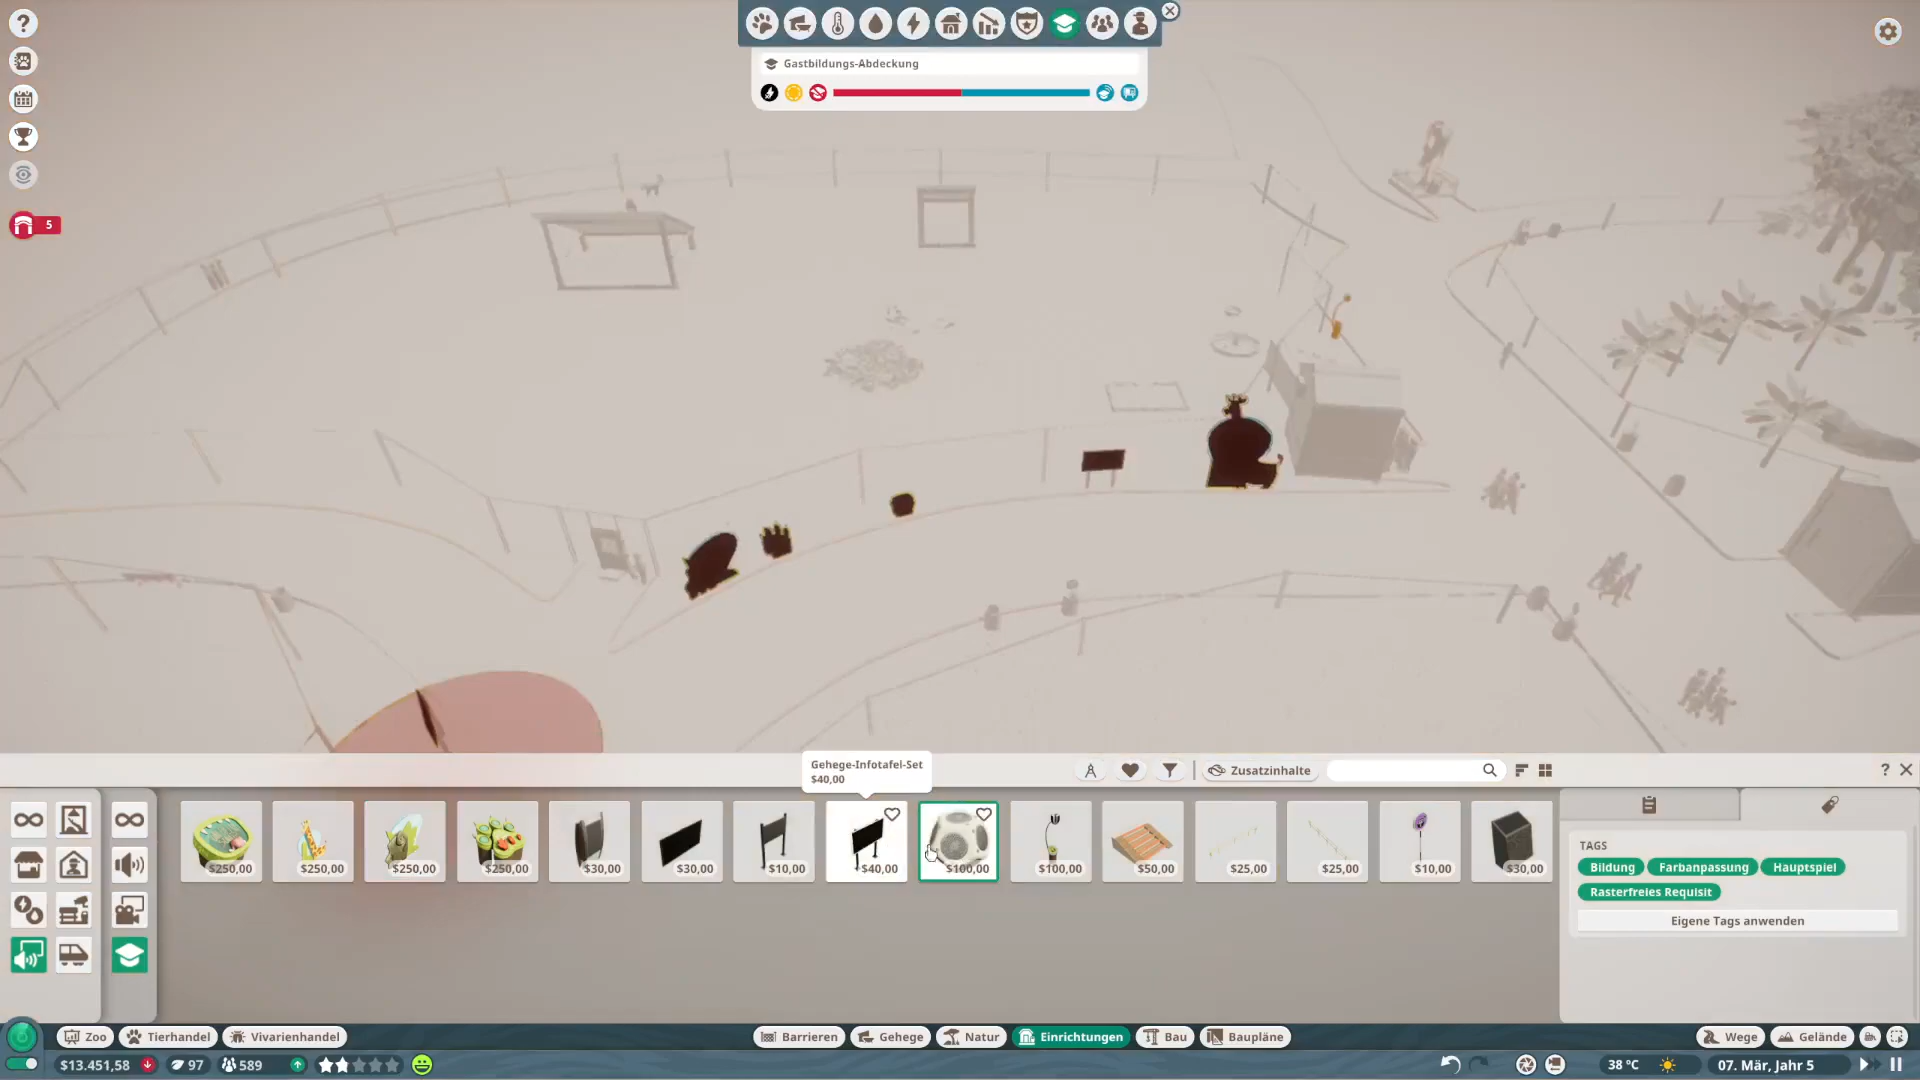 Gastbildungs-Abdeckung
5
Gehege-Infotafel-Set
$40,00
Zusatzinhalte
?
$250,00
$250,00
$250,00
$250,00
$30,00
$30,00
$10,00
$40,00
$100,00
$100,00
$50,00
$25,00
$25,00
$10,00
$30,00
TAGS
Bildung
Farbanpassung
Hauptspiel
Rasterfreies Requisit
Eigene Tags anwenden
Zoo
Tierhandel
Vivarienhandel
Barrieren
Gehege
Natur
Einrichtungen
Bau
Baupläne
Wege
Gelände
$13.451,58
97
589
38 °C
07. Mär, Jahr 5